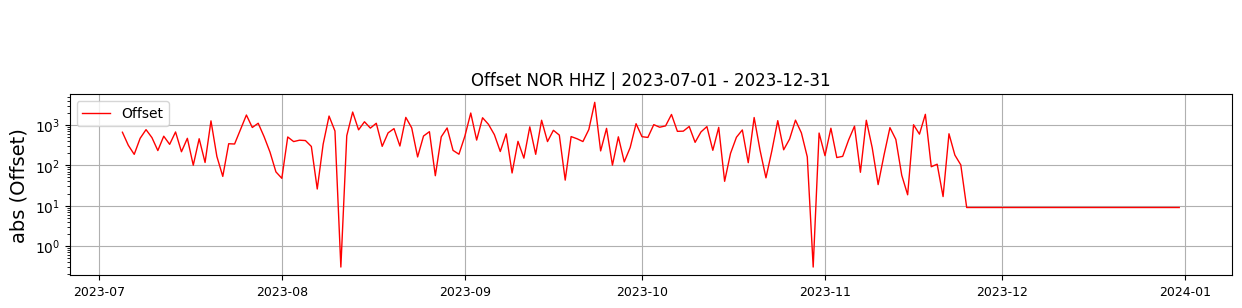 Offset NOR HHZ | 2023-07-01 - 2023-12-31
Offset
abs (Offset)
10³
10²
10¹
10⁰
2023-07 2023-08 2023-09 2023-10 2023-11 2023-12 2024-01